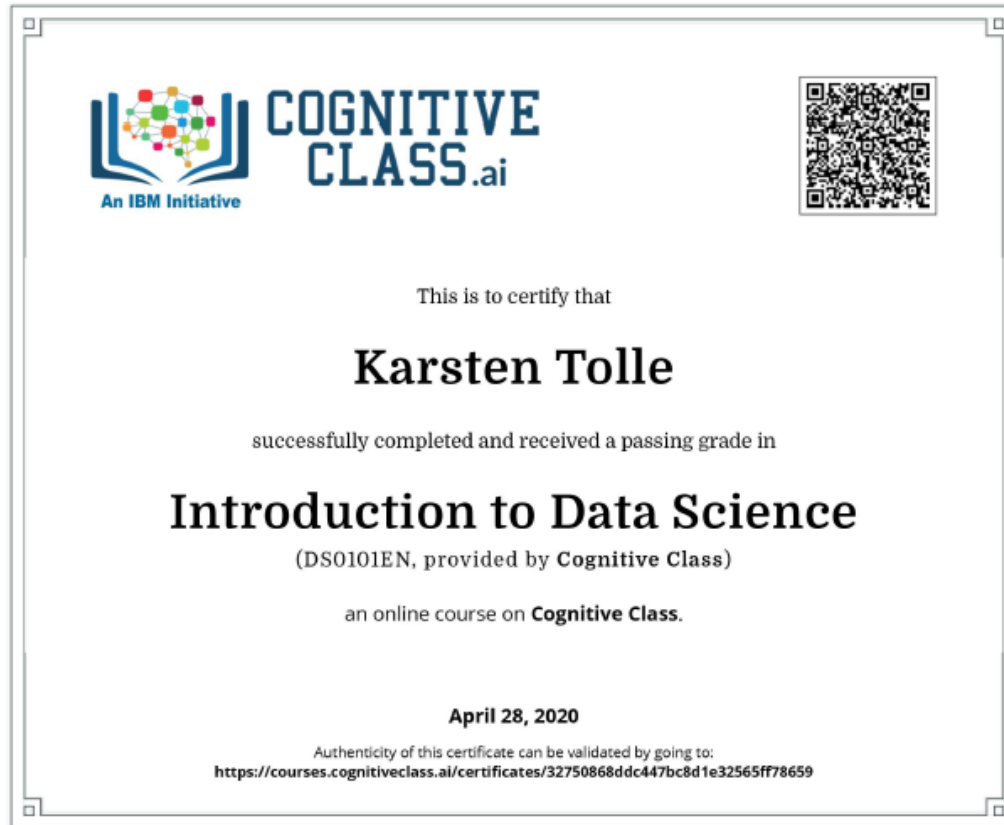 COGNITIVE
CLASS.ai
An IBM Initiative
This is to certify that
Karsten Tolle
successfully completed and received a passing grade in
Introduction to Data Science
(DS0101EN, provided by Cognitive Class)
an online course on Cognitive Class.
April 28, 2020
Authenticity of this certificate can be validated by going to:
https://courses.cognitiveclass.ai/certificates/32750868ddc447bc8d1e32565ff78659